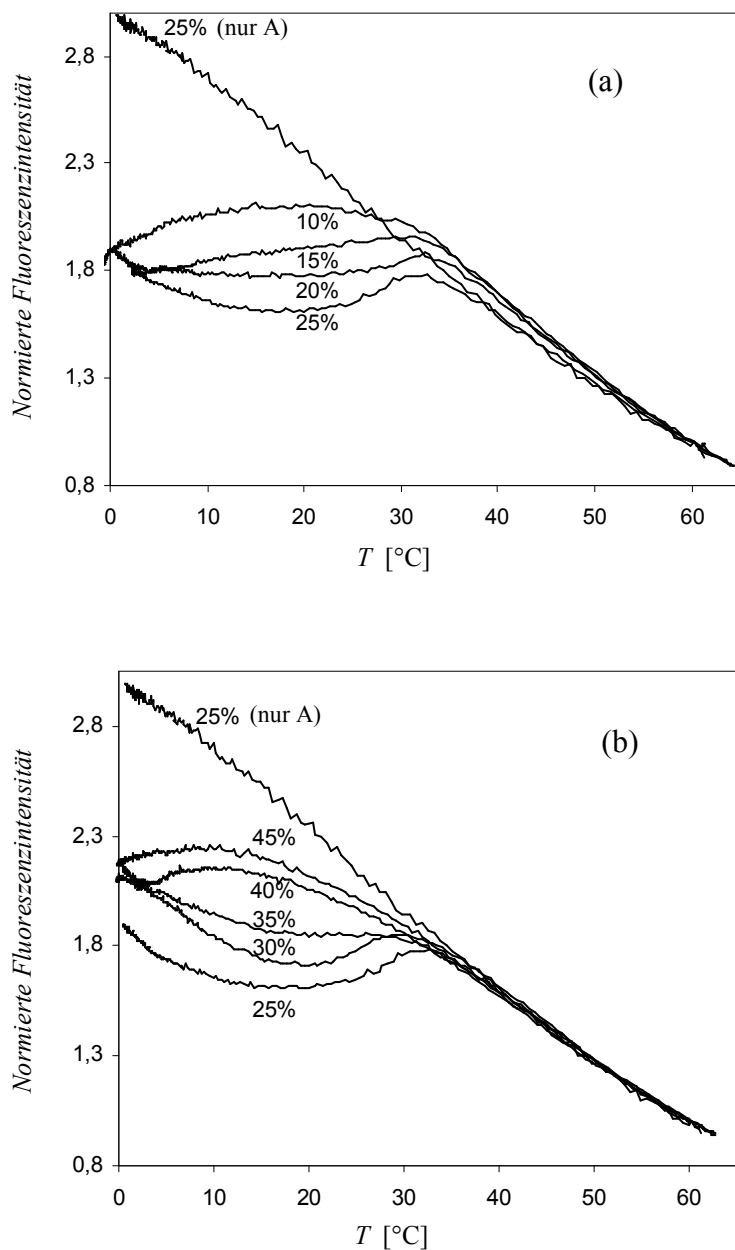 25% (nur A)
(a)
2,8
2,3
1,8
1,3
0,8
Normierte Fluoreszenzintensität
10%
15%
20%
25%
0 10 20 30 40 50 60
T [°C]
25% (nur A)
(b)
2,8
2,3
1,8
1,3
0,8
Normierte Fluoreszenzintensität
45%
40%
35%
30%
25%
0 10 20 30 40 50 60
T [°C]